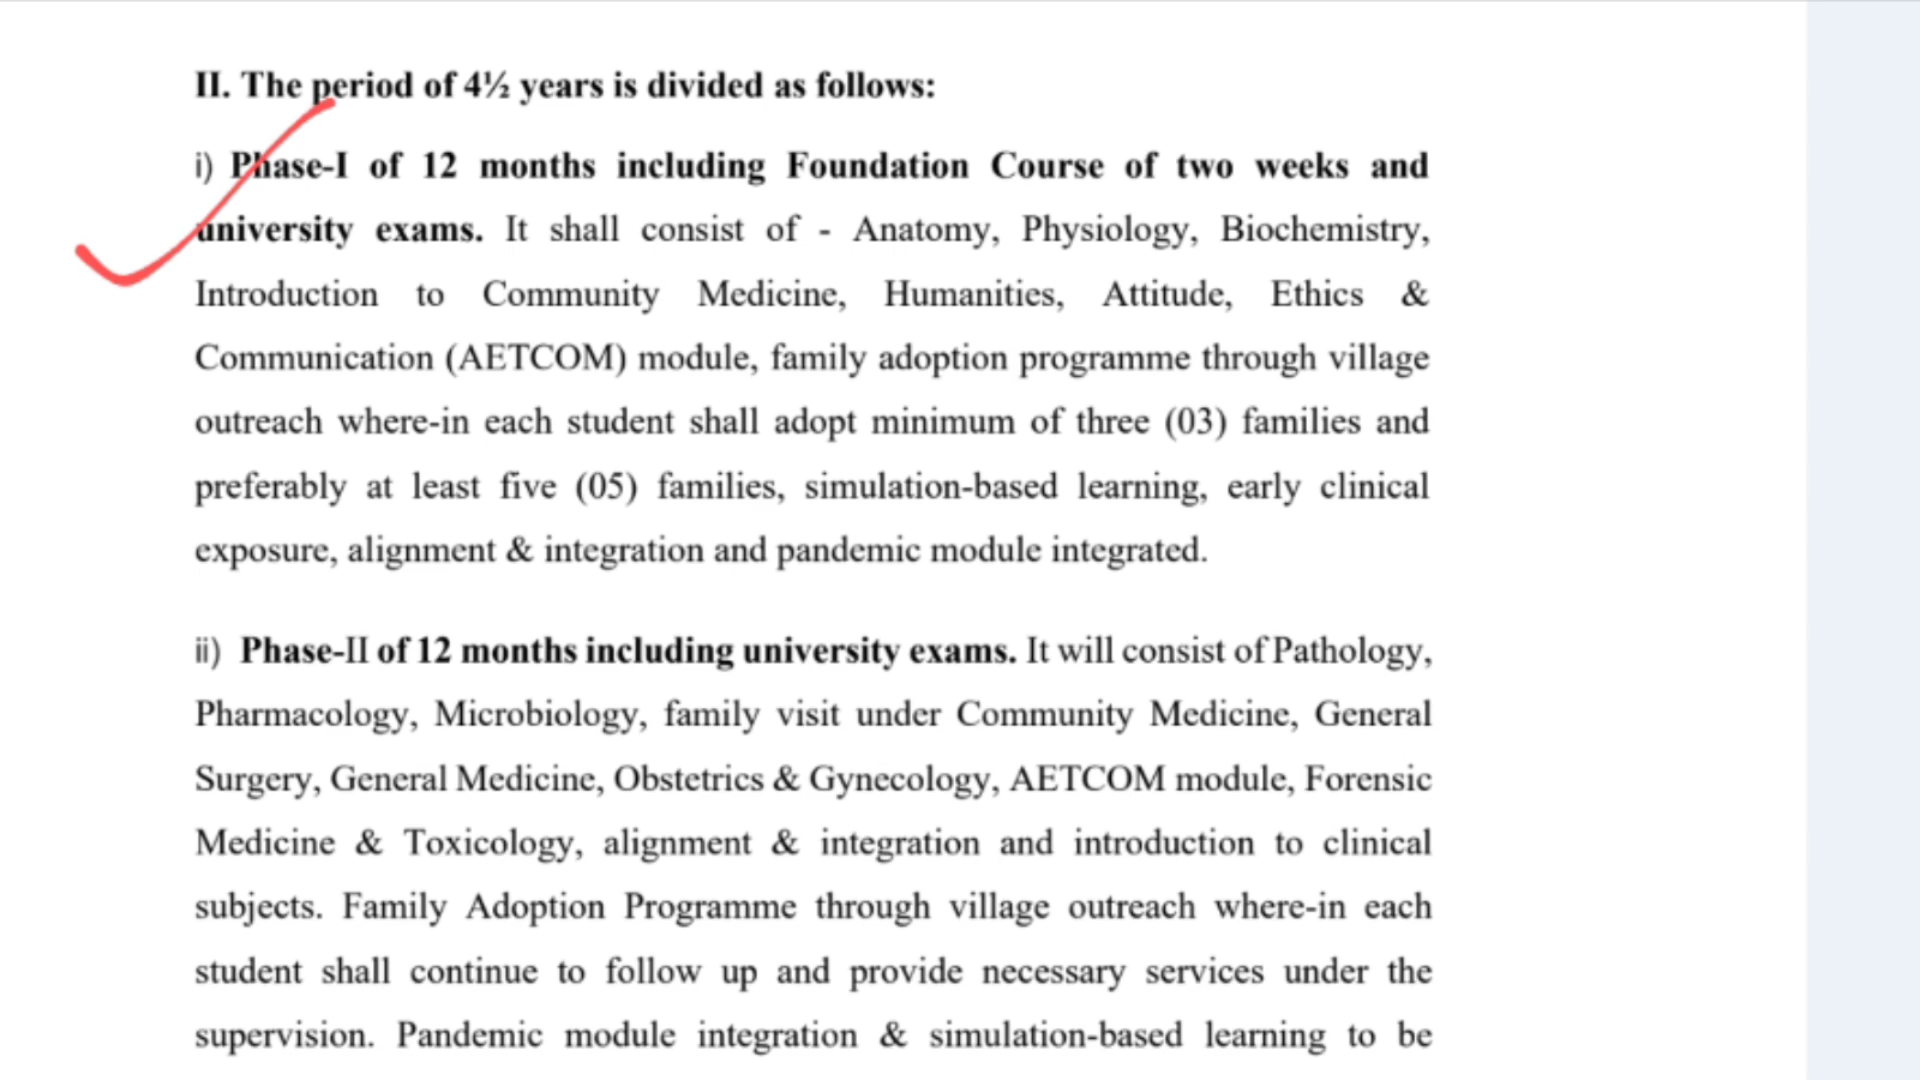 II. The period of 4½ years is divided as follows:
i) Phase-I of 12 months including Foundation Course of two weeks and
university exams. It shall consist of - Anatomy, Physiology, Biochemistry,
Introduction to Community Medicine, Humanities, Attitude, Ethics &
Communication (AETCOM) module, family adoption programme through village
outreach where-in each student shall adopt minimum of three (03) families and
preferably at least five (05) families, simulation-based learning, early clinical
exposure, alignment & integration and pandemic module integrated.
ii) Phase-II of 12 months including university exams. It will consist of Pathology,
Pharmacology, Microbiology, family visit under Community Medicine, General
Surgery, General Medicine, Obstetrics & Gynecology, AETCOM module, Forensic
Medicine & Toxicology, alignment & integration and introduction to clinical
subjects. Family Adoption Programme through village outreach where-in each
student shall continue to follow up and provide necessary services under the
supervision. Pandemic module integration & simulation-based learning to be